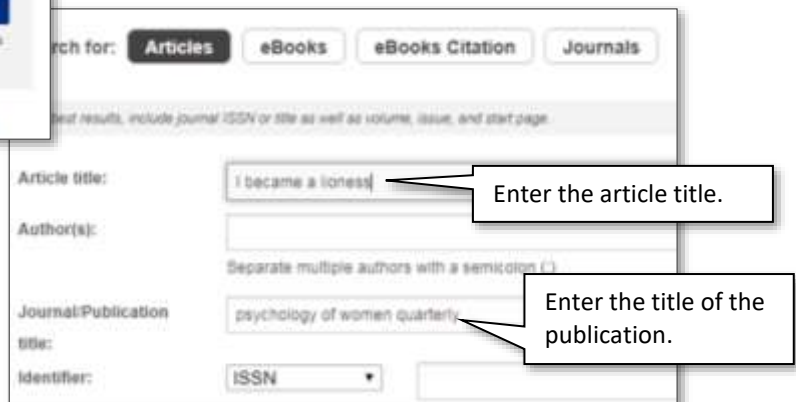 rch for: Articles eBooks eBooks Citation Journals
best results, include journal ISSN or title as well as volume, issue, and start page.
Article title: I became a lioness
Enter the article title.
Author(s):
Separate multiple authors with a semicolon (;)
Journal/Publication title: psychology of women quarterly
Enter the title of the
publication.
Identifier: ISSN